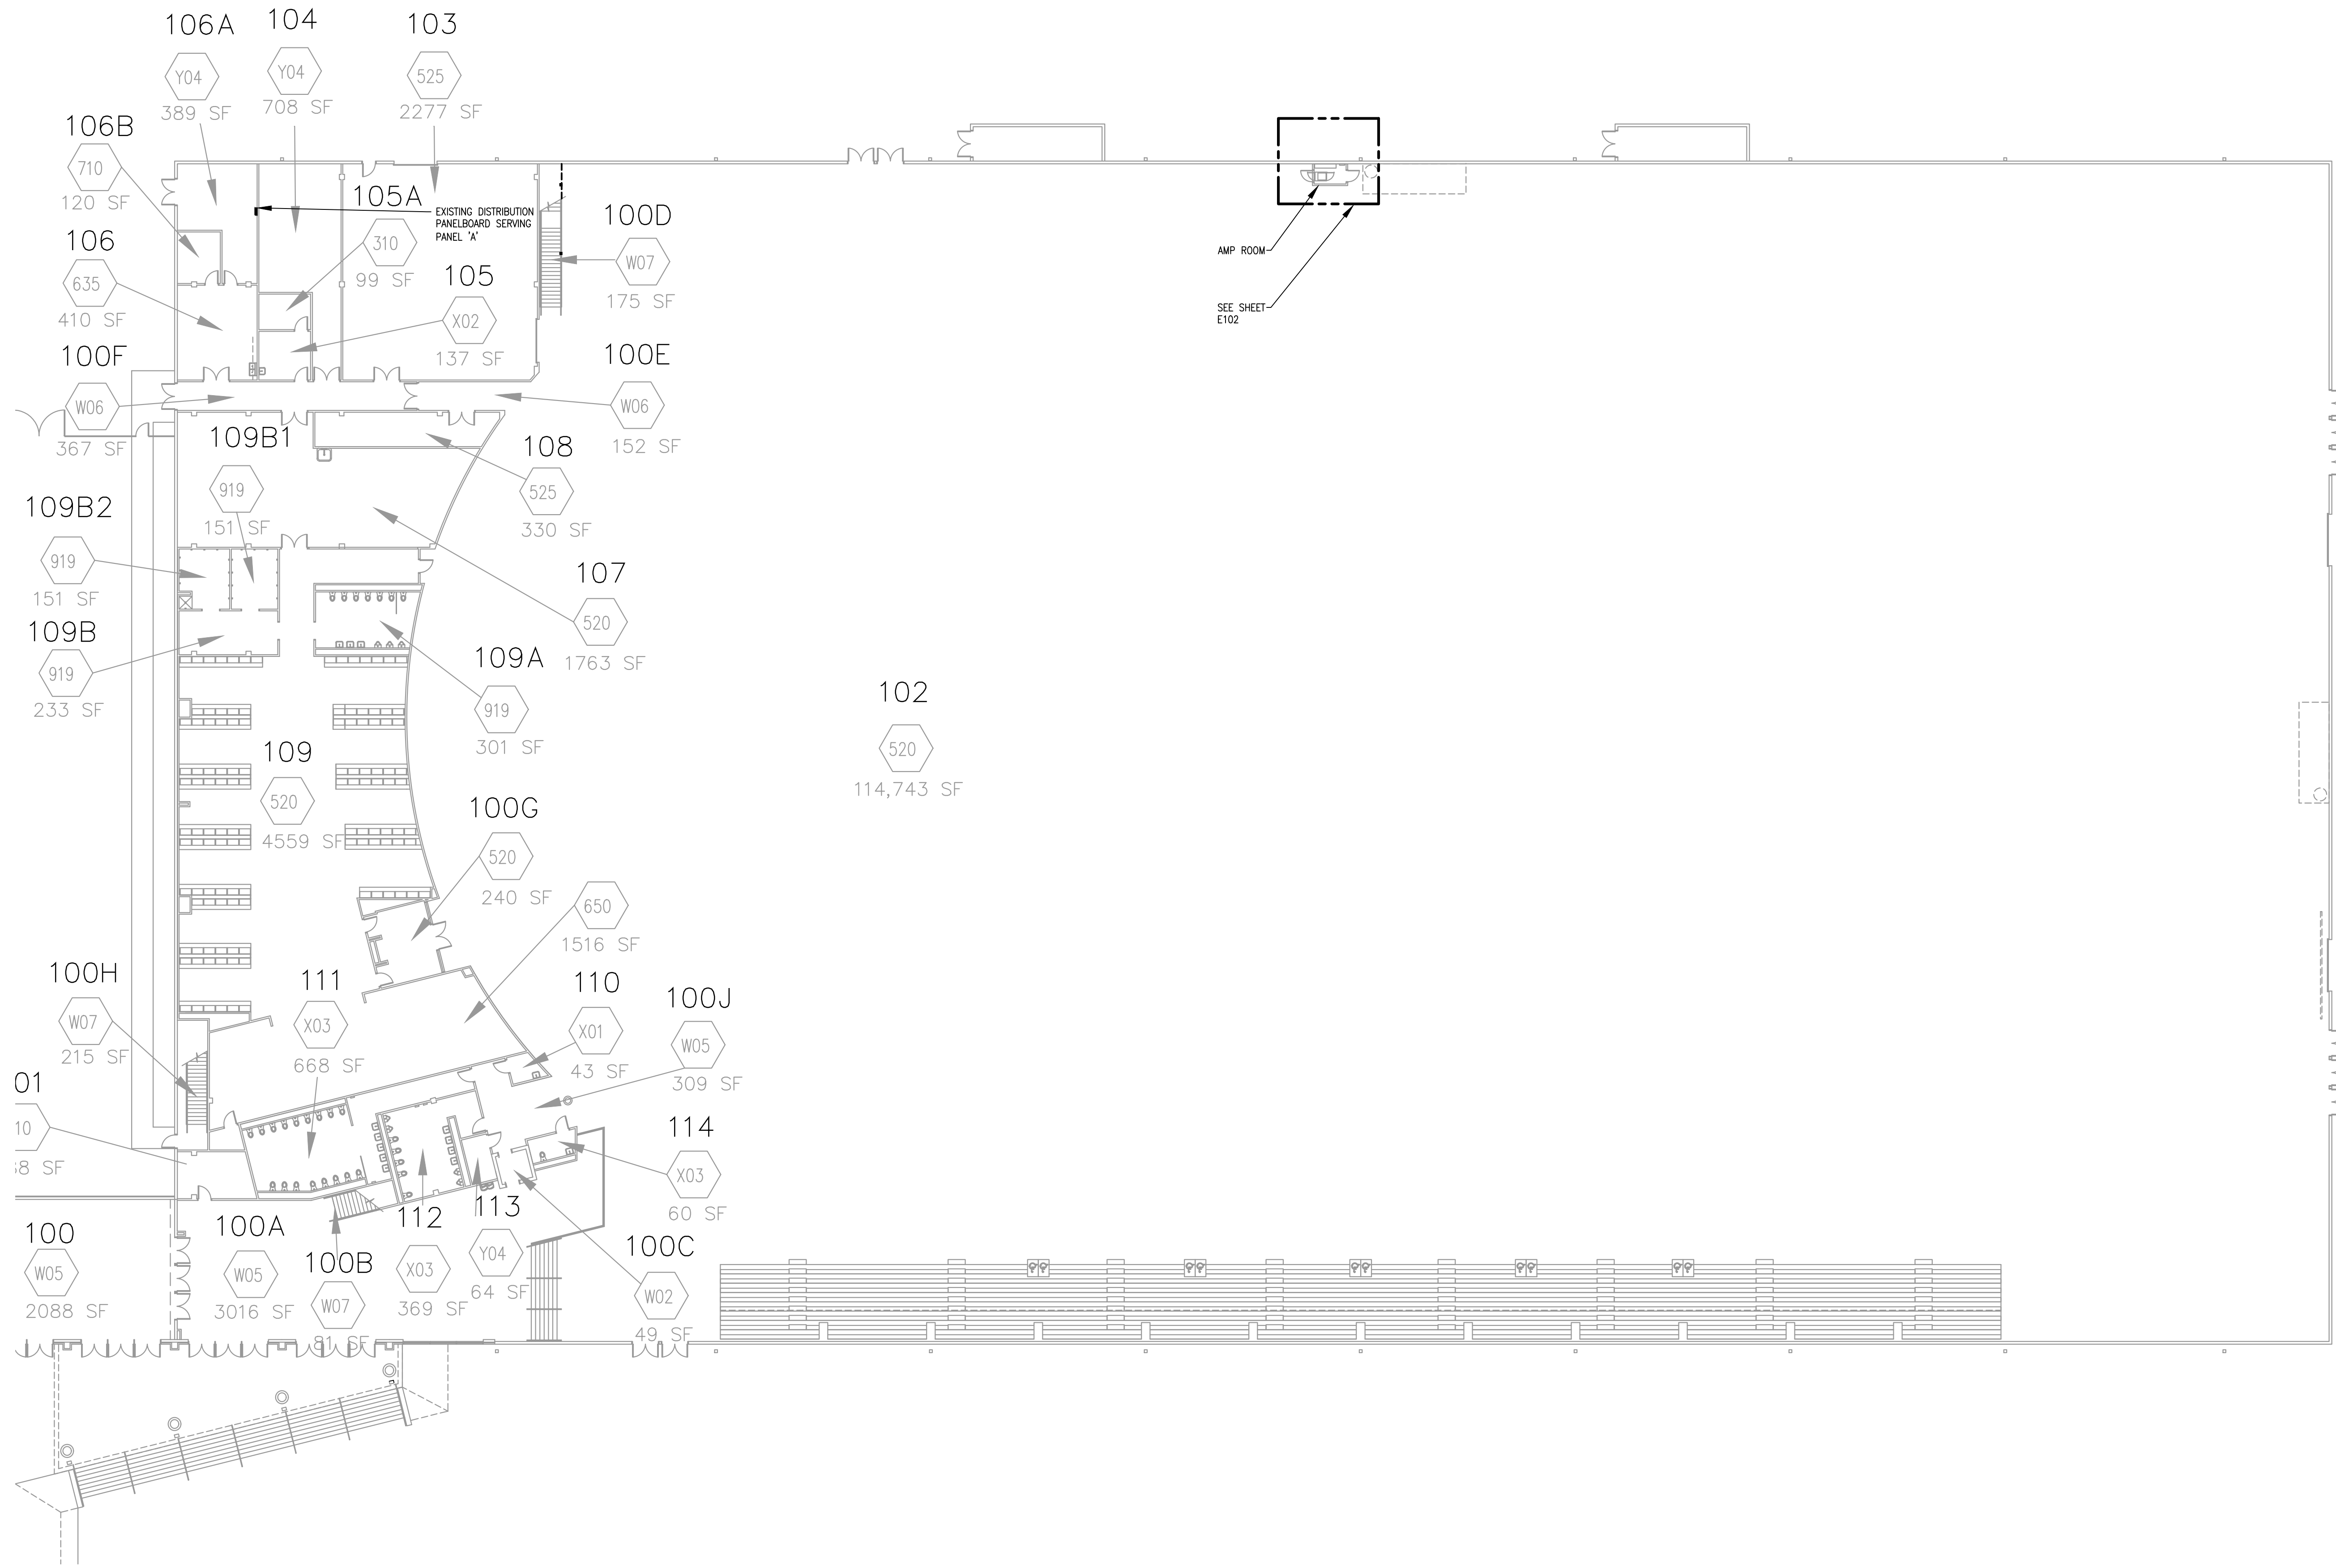 106A
Y04
389 SF
104
Y04
708 SF
103
525
2277 SF
106B
710
120 SF
105A
310
99 SF
EXISTING DISTRIBUTION
PANELBOARD SERVING
PANEL 'A'
100D
W07
175 SF
106
635
410 SF
105
X02
137 SF
AMP ROOM
SEE SHEET
E102
100F
W06
367 SF
100E
W06
152 SF
109B1
919
151 SF
108
525
330 SF
109B2
919
151 SF
107
520
1763 SF
109B
919
233 SF
109A
919
301 SF
102
520
114,743 SF
109
520
4559 SF
100G
520
240 SF
650
1516 SF
100H
W07
215 SF
111
X03
668 SF
110
X01
43 SF
100J
W05
309 SF
01
10
8 SF
114
X03
60 SF
100
W05
2088 SF
100A
W05
3016 SF
100B
W07
81 SF
112
X03
369 SF
113
Y04
64 SF
100C
W02
49 SF